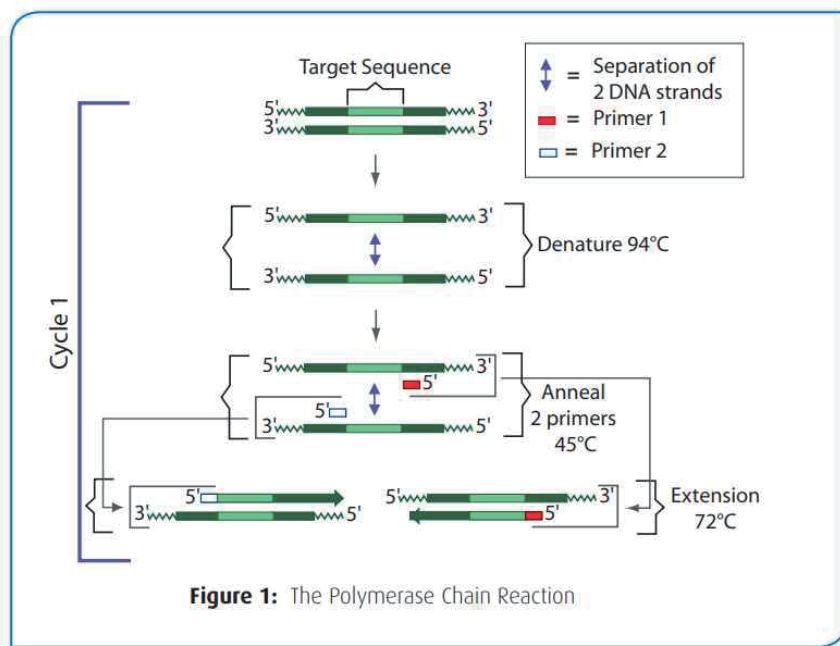 Target Sequence
= Separation of
2 DNA strands
= Primer 1
= Primer 2
5' 3'
3' 5'
5' 3'
Denature 94°C
3' 5'
Cycle 1
5' 3'
5'
Anneal
2 primers
45°C
5'
3' 5'
5'
3' 5'
5' 3'
5'
Extension
72°C
Figure 1: The Polymerase Chain Reaction